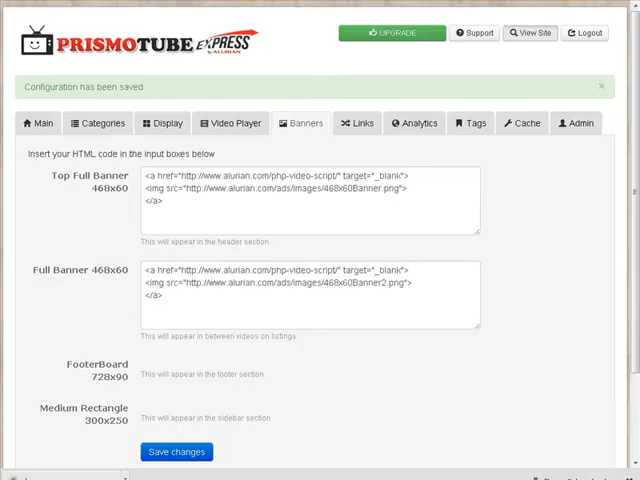 PRISMOTUBE EXPRESS
By ALURIAN
UPGRADE
Support
View Site
Logout
Configuration has been saved
×
Main
Categories
Display
Video Player
Banners
Links
Analytics
Tags
Cache
Admin
Insert your HTML code in the input boxes below
Top Full Banner
468x60
<a href="http://www.alurian.com/php-video-script/" target="_blank">
<img src="http://www.alurian.com/ads/images/468x60Banner.png">
</a>
This will appear in the header section
Full Banner 468x60
<a href="http://www.alurian.com/php-video-script/" target="_blank">
<img src="http://www.alurian.com/ads/images/468x60Banner2.png">
</a>
This will appear in between videos on listings
FooterBoard
728x90
This will appear in the footer section
Medium Rectangle
300x250
This will appear in the sidebar section
Save changes